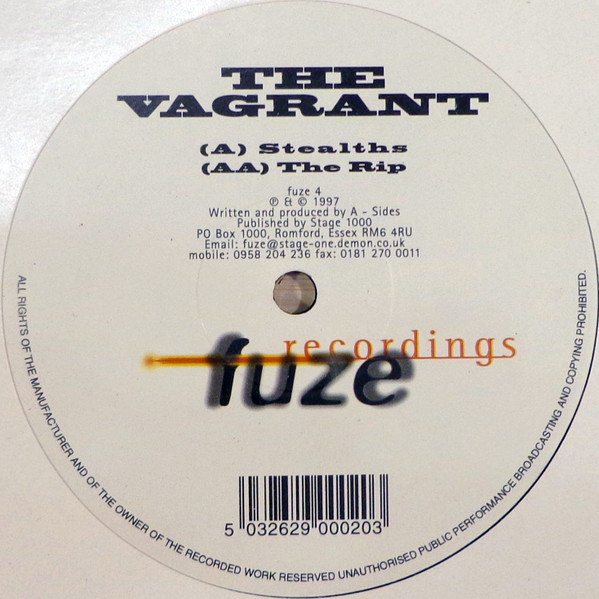 THE
VAGRANT
(A) Stealths
(AA) The Rip
fuze 4
℗ & © 1997
Written and produced by A - Sides
Published by Stage 1000
PO Box 1000, Romford, Essex RM6 4RU
Email: fuze@stage-one.demon.co.uk
mobile: 0958 204 236 fax: 0181 270 0011
recordings
fuze
5 032629 000203
ALL RIGHTS OF THE MANUFACTURER AND OF THE OWNER OF THE RECORDED WORK RESERVED UNAUTHORISED PUBLIC PERFORMANCE BROADCASTING AND COPYING PROHIBITED.